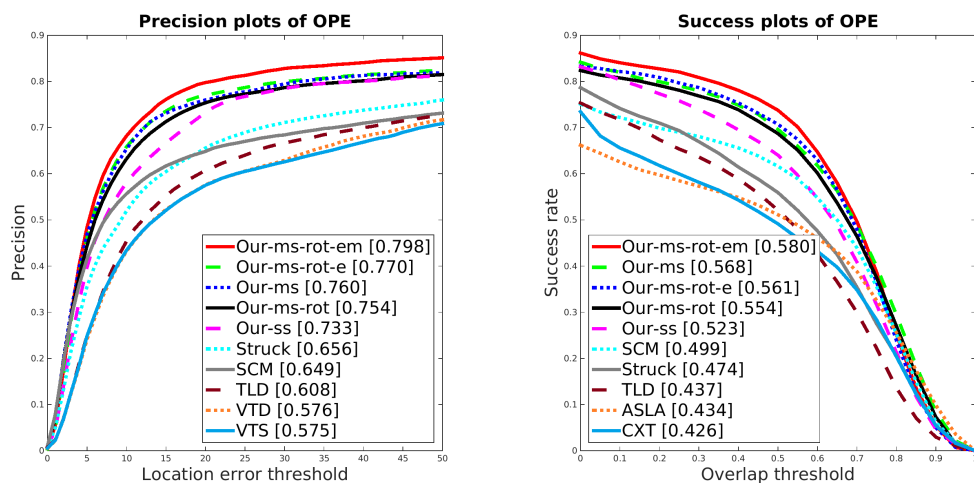 Precision plots of OPE
0.9
0.8
0.7
0.6
0.5
0.4
0.3
0.2
0.1
0
Precision
Our-ms-rot-em [0.798]
Our-ms-rot-e [0.770]
Our-ms [0.760]
Our-ms-rot [0.754]
Our-ss [0.733]
Struck [0.656]
SCM [0.649]
TLD [0.608]
VTD [0.576]
VTS [0.575]
0 5 10 15 20 25 30 35 40 45 50
Location error threshold
Success plots of OPE
0.9
0.8
0.7
0.6
0.5
0.4
0.3
0.2
0.1
0
Success rate
Our-ms-rot-em [0.580]
Our-ms [0.568]
Our-ms-rot-e [0.561]
Our-ms-rot [0.554]
Our-ss [0.523]
SCM [0.499]
Struck [0.474]
TLD [0.437]
ASLA [0.434]
CXT [0.426]
0 0.1 0.2 0.3 0.4 0.5 0.6 0.7 0.8 0.9
Overlap threshold